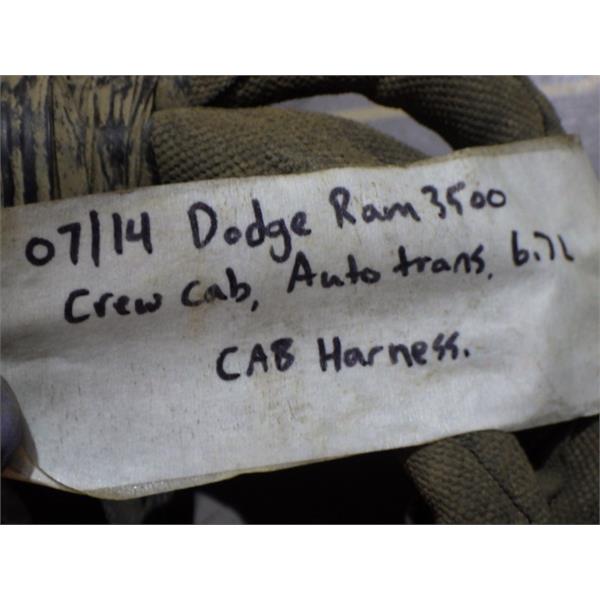 07/14 Dodge Ram 3500
Crew cab, Auto trans, 6.7L
CAB Harness.